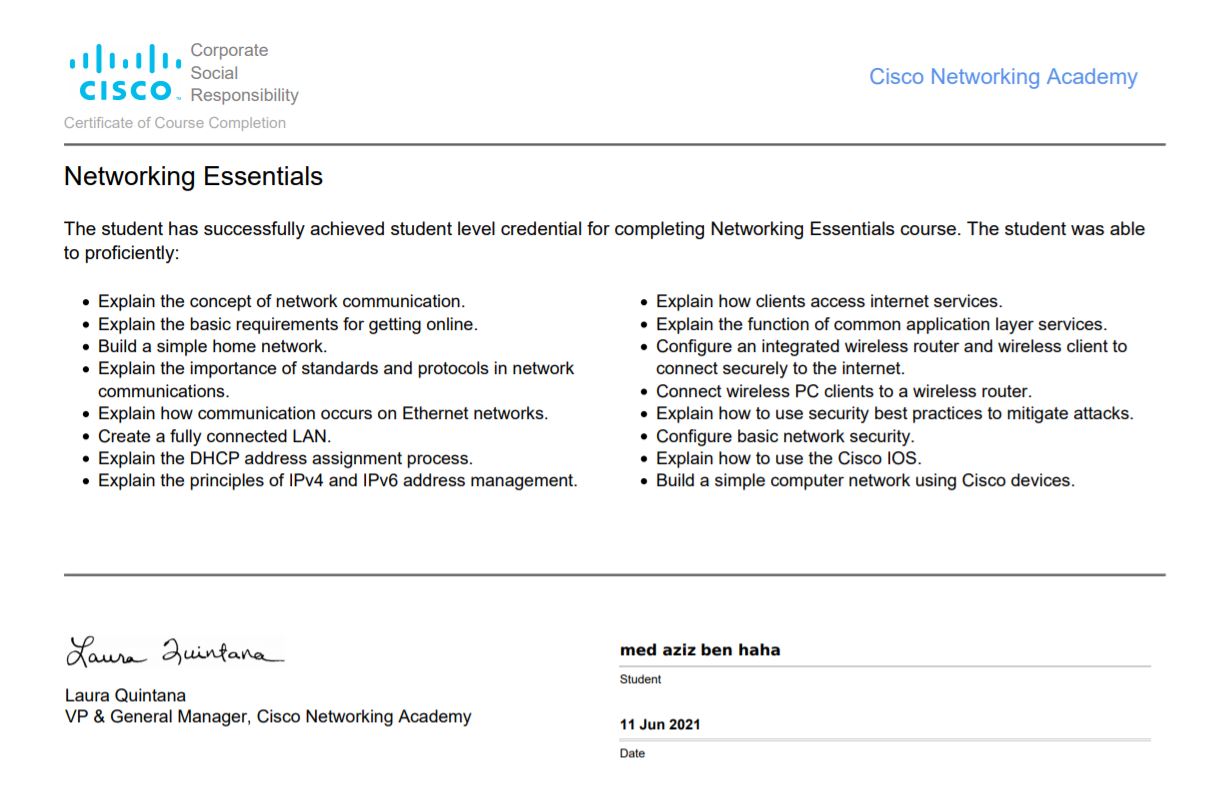 Corporate
Social
CISCO Responsibility
Cisco Networking Academy
Certificate of Course Completion
Networking Essentials
The student has successfully achieved student level credential for completing Networking Essentials course. The student was able
to proficiently:
• Explain the concept of network communication.
• Explain the basic requirements for getting online.
• Build a simple home network.
• Explain the importance of standards and protocols in network
communications.
• Explain how communication occurs on Ethernet networks.
• Create a fully connected LAN.
• Explain the DHCP address assignment process.
• Explain the principles of IPv4 and IPv6 address management.
• Explain how clients access internet services.
• Explain the function of common application layer services.
• Configure an integrated wireless router and wireless client to
connect securely to the internet.
• Connect wireless PC clients to a wireless router.
• Explain how to use security best practices to mitigate attacks.
• Configure basic network security.
• Explain how to use the Cisco IOS.
• Build a simple computer network using Cisco devices.
Laura Quintana
Laura Quintana
VP & General Manager, Cisco Networking Academy
med aziz ben haha
Student
11 Jun 2021
Date